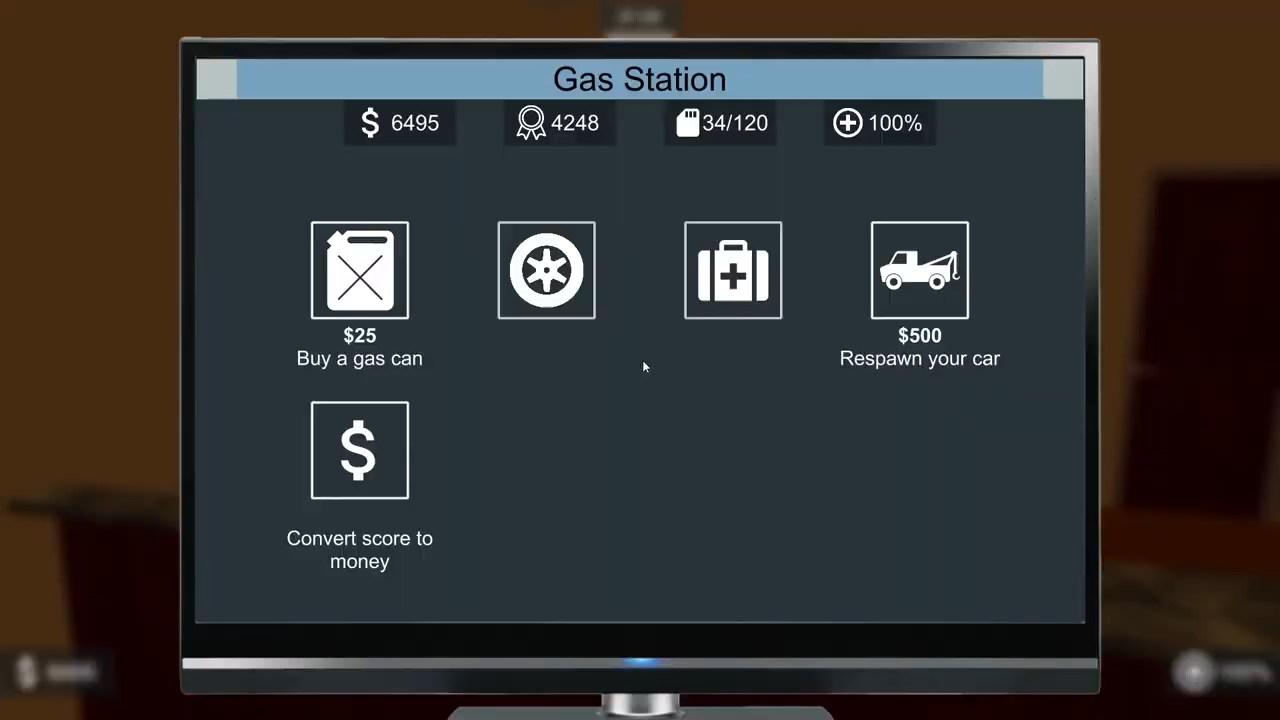 Gas Station
$ 6495
4248
34/120
100%
$25
Buy a gas can
$500
Respawn your car
$
Convert score to
money